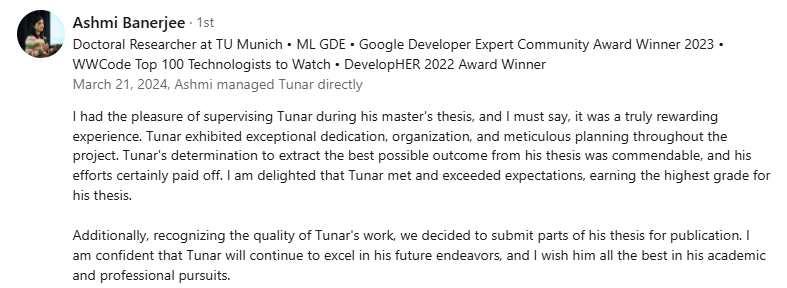 Ashmi Banerjee · 1st
Doctoral Researcher at TU Munich • ML GDE • Google Developer Expert Community Award Winner 2023 •
WWCode Top 100 Technologists to Watch • DevelopHER 2022 Award Winner
March 21, 2024, Ashmi managed Tunar directly
I had the pleasure of supervising Tunar during his master's thesis, and I must say, it was a truly rewarding
experience. Tunar exhibited exceptional dedication, organization, and meticulous planning throughout the
project. Tunar's determination to extract the best possible outcome from his thesis was commendable, and his
efforts certainly paid off. I am delighted that Tunar met and exceeded expectations, earning the highest grade for
his thesis.
Additionally, recognizing the quality of Tunar's work, we decided to submit parts of his thesis for publication. I
am confident that Tunar will continue to excel in his future endeavors, and I wish him all the best in his academic
and professional pursuits.